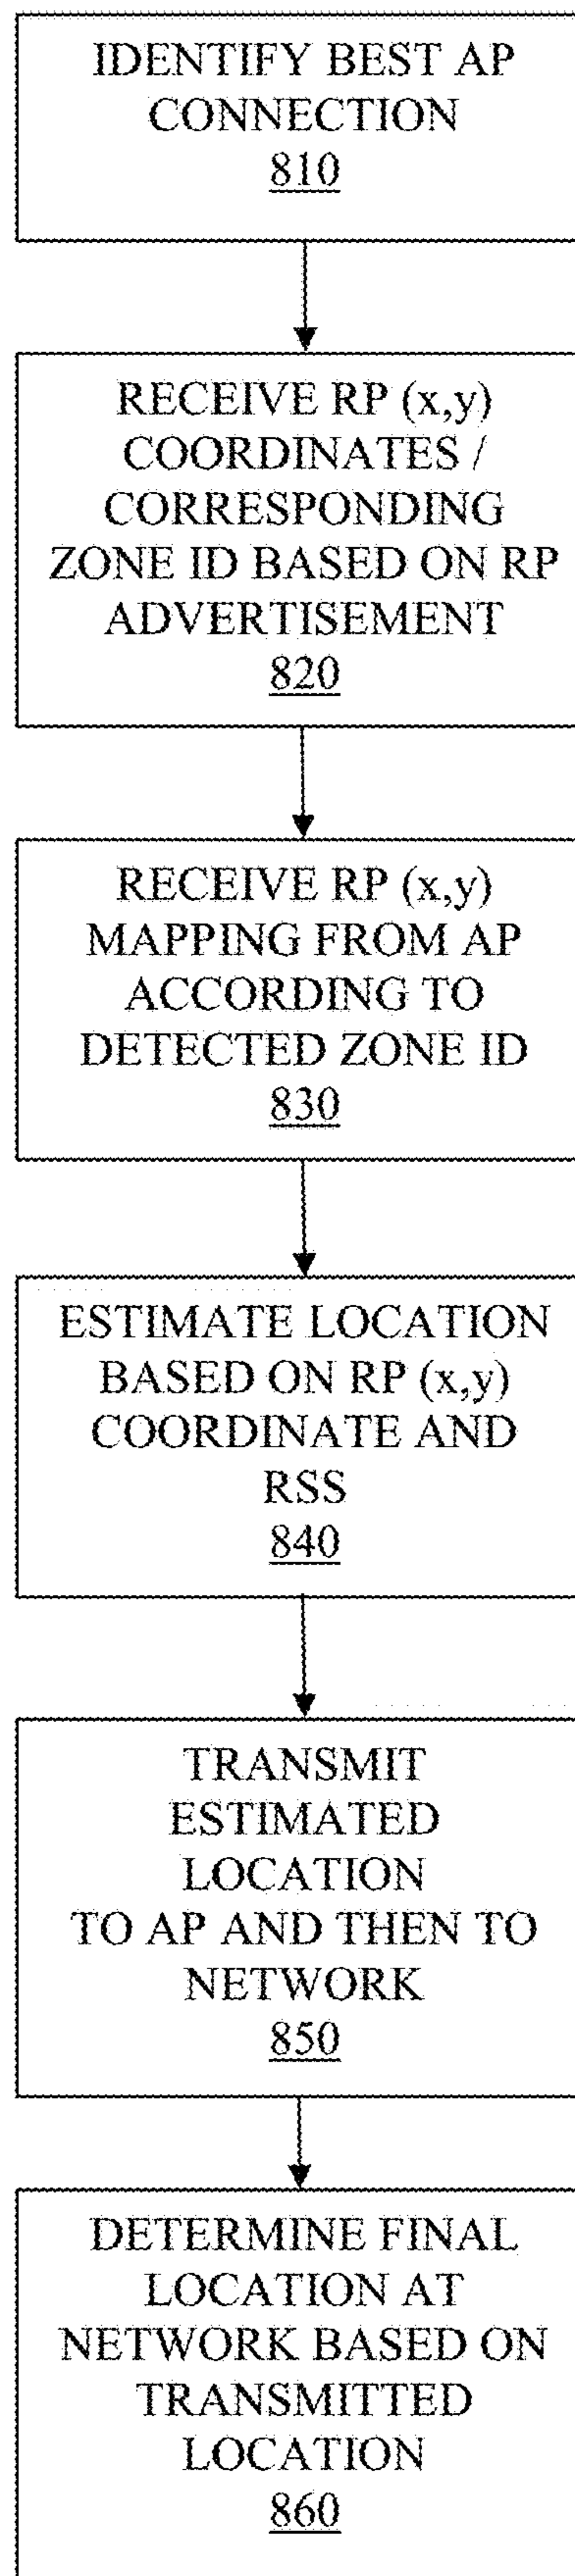 IDENTIFY BEST AP
CONNECTION
810
RECEIVE RP (x,y)
COORDINATES /
CORRESPONDING
ZONE ID BASED ON RP
ADVERTISEMENT
820
RECEIVE RP (x,y)
MAPPING FROM AP
ACCORDING TO
DETECTED ZONE ID
830
ESTIMATE LOCATION
BASED ON RP (x,y)
COORDINATE AND
RSS
840
TRANSMIT
ESTIMATED
LOCATION
TO AP AND THEN TO
NETWORK
850
DETERMINE FINAL
LOCATION AT
NETWORK BASED ON
TRANSMITTED
LOCATION
860